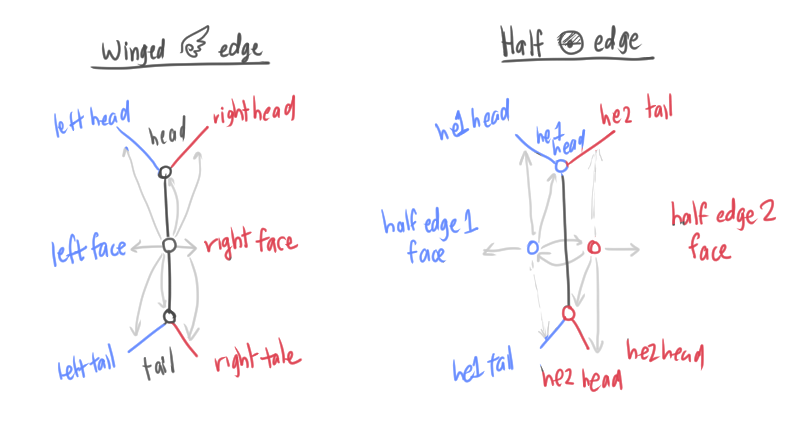 Winged edge
left head
head
right head
left face
right face
left tail
tail
right tale
Half edge
he1 head
he1
head
he2 tail
half edge 1
face
half edge 2
face
he1 tail
he2 head
he2 head